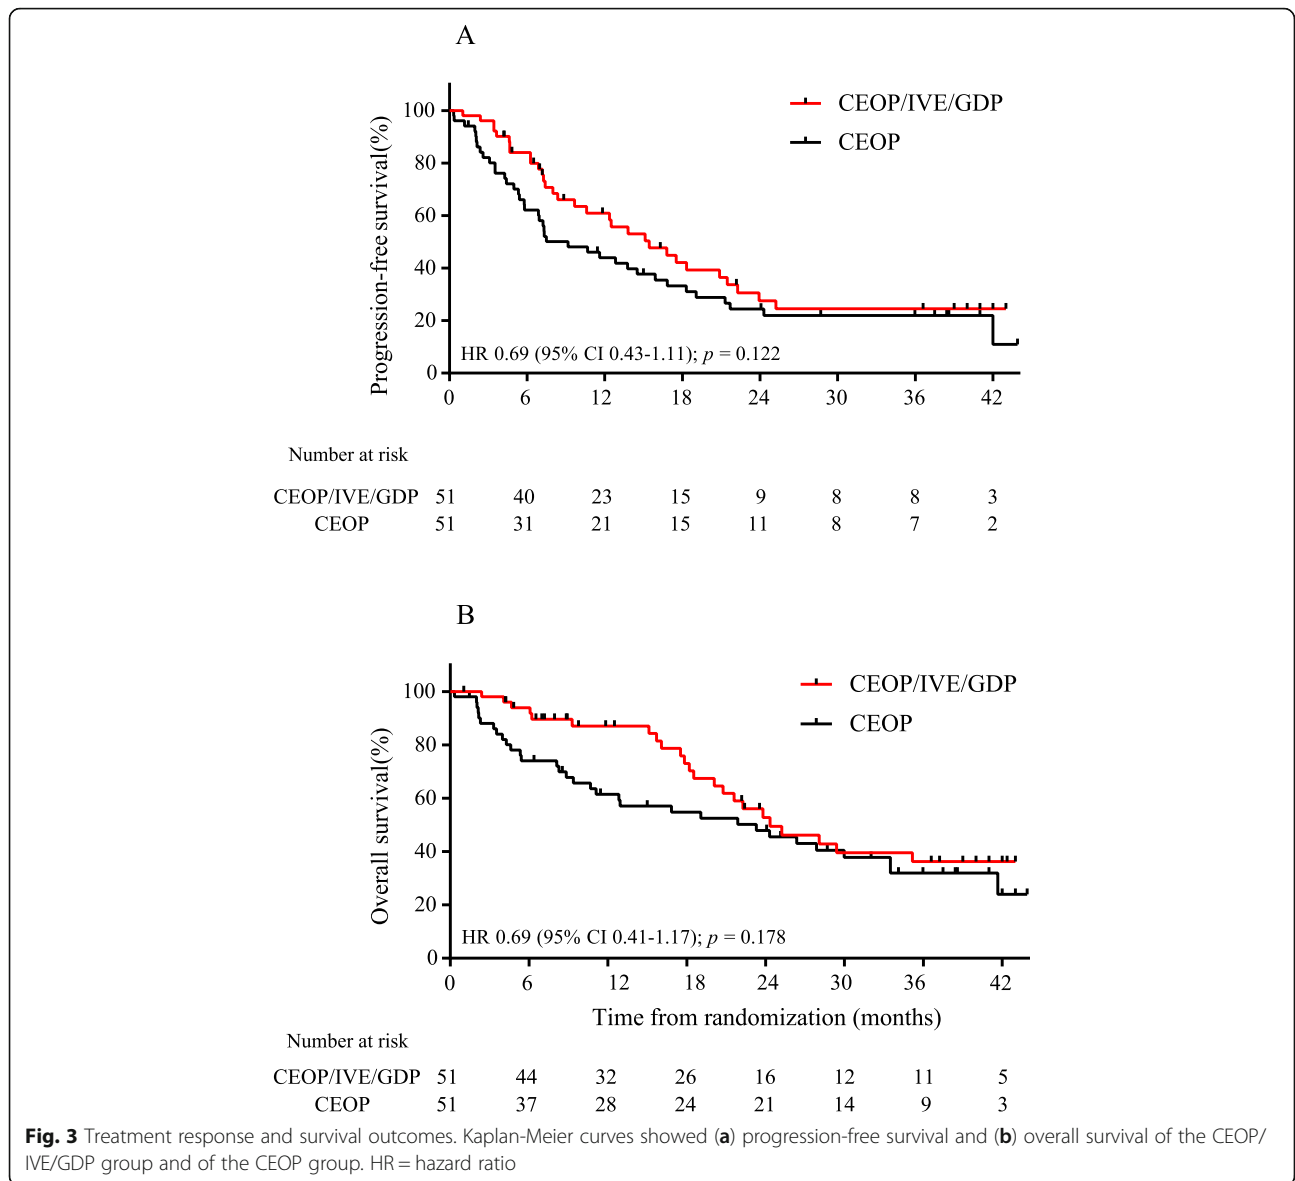 A
CEOP/IVE/GDP
CEOP
Progression-free survival(%)
100
80
60
40
20
0
HR 0.69 (95% CI 0.43-1.11); p = 0.122
0 6 12 18 24 30 36 42
Number at risk
CEOP/IVE/GDP 51 40 23 15 9 8 8 3
CEOP 51 31 21 15 11 8 7 2
B
CEOP/IVE/GDP
CEOP
Overall survival(%)
100
80
60
40
20
0
HR 0.69 (95% CI 0.41-1.17); p = 0.178
0 6 12 18 24 30 36 42
Time from randomization (months)
Number at risk
CEOP/IVE/GDP 51 44 32 26 16 12 11 5
CEOP 51 37 28 24 21 14 9 3
Fig. 3 Treatment response and survival outcomes. Kaplan-Meier curves showed (a) progression-free survival and (b) overall survival of the CEOP/
IVE/GDP group and of the CEOP group. HR = hazard ratio